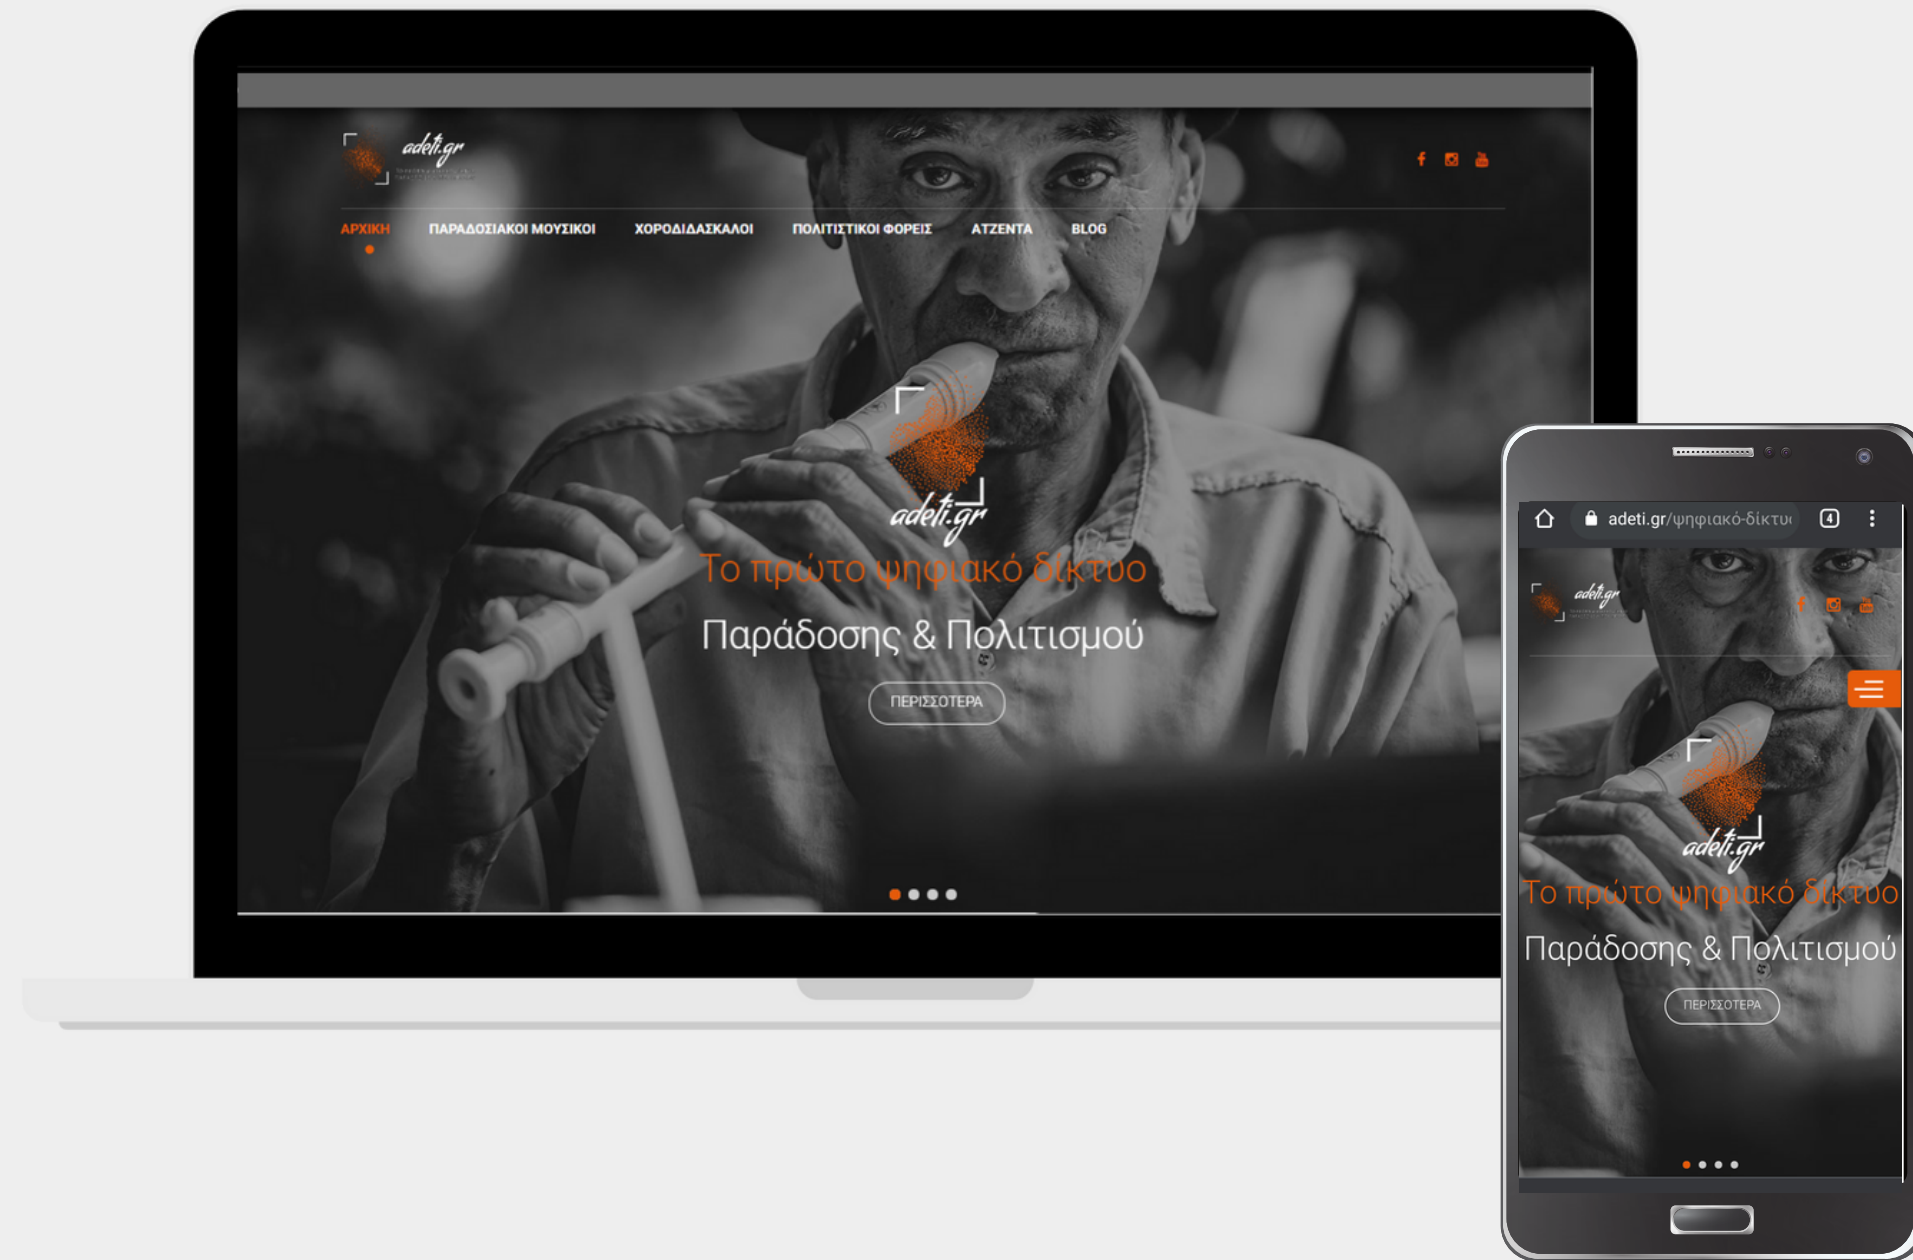 adeti.gr
ΑΡΧΙΚΗ ΠΑΡΑΔΟΣΙΑΚΟΙ ΜΟΥΣΙΚΟΙ ΧΟΡΟΔΙΔΑΣΚΑΛΟΙ ΠΟΛΙΤΙΣΤΙΚΟΙ ΦΟΡΕΙΣ ΑΤΖΕΝΤΑ BLOG
adeti.gr
Το πρώτο ψηφιακό δίκτυο
Παράδοσης & Πολιτισμού
ΠΕΡΙΣΣΟΤΕΡΑ
adeti.gr/ψηφιακό-δίκτυ 4
adeti.gr
adeti.gr
Το πρώτο ψηφιακό δίκτυο
Παράδοσης & Πολιτισμού
ΠΕΡΙΣΣΟΤΕΡΑ